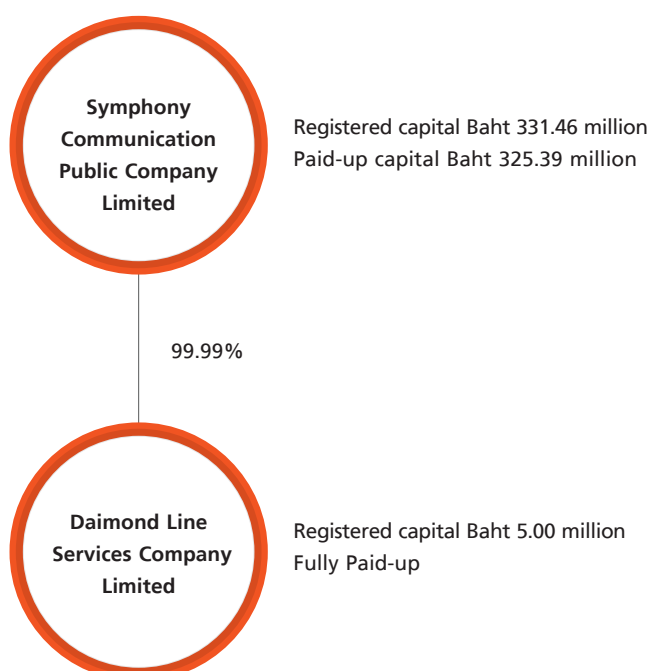 Symphony
Communication
Public Company
Limited
Registered capital Baht 331.46 million
Paid-up capital Baht 325.39 million
99.99%
Daimond Line
Services Company
Limited
Registered capital Baht 5.00 million
Fully Paid-up